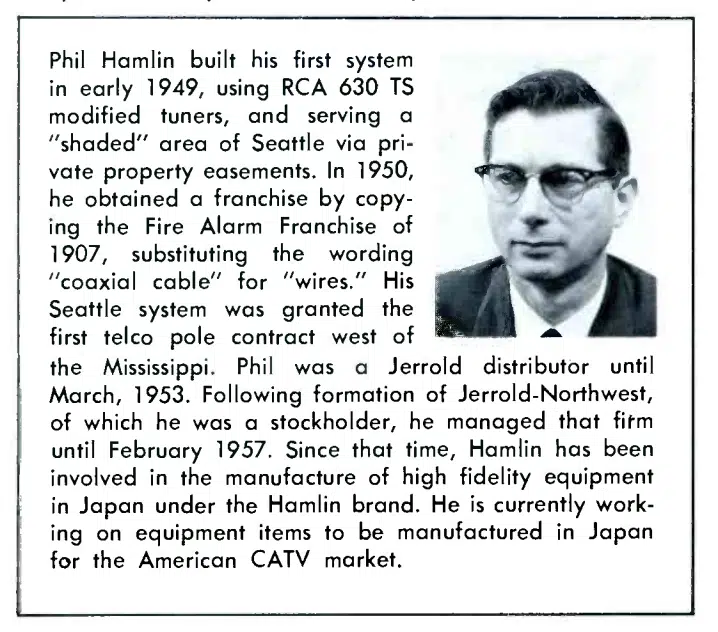 Phil Hamlin built his first system
in early 1949, using RCA 630 TS
modified tuners, and serving a
"shaded" area of Seattle via pri-
vate property easements. In 1950,
he obtained a franchise by copy-
ing the Fire Alarm Franchise of
1907, substituting the wording
"coaxial cable" for "wires." His
Seattle system was granted the
first telco pole contract west of
the Mississippi. Phil was a Jerrold distributor until
March, 1953. Following formation of Jerrold-Northwest,
of which he was a stockholder, he managed that firm
until February 1957. Since that time, Hamlin has been
involved in the manufacture of high fidelity equipment
in Japan under the Hamlin brand. He is currently work-
ing on equipment items to be manufactured in Japan
for the American CATV market.